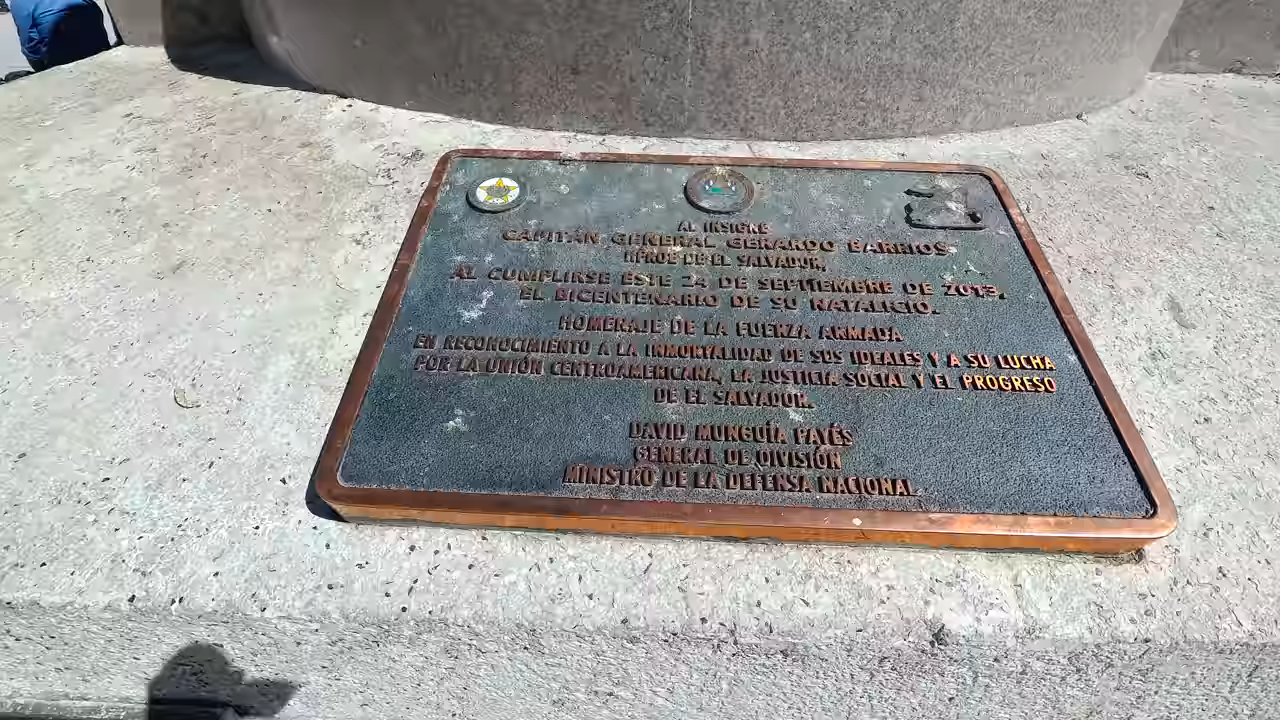 AL INSIGNE
CAPITÁN GENERAL GERARDO BARRIOS
HÉROE DE EL SALVADOR,
AL CUMPLIRSE ESTE 24 DE SEPTIEMBRE DE 2013,
EL BICENTENARIO DE SU NATALICIO.
HOMENAJE DE LA FUERZA ARMADA
EN RECONOCIMIENTO A LA INMORTALIDAD DE SUS IDEALES Y A SU LUCHA
POR LA UNIÓN CENTROAMERICANA, LA JUSTICIA SOCIAL Y EL PROGRESO
DE EL SALVADOR.
DAVID MUNGUÍA PAYÉS
GENERAL DE DIVISIÓN
MINISTRO DE LA DEFENSA NACIONAL